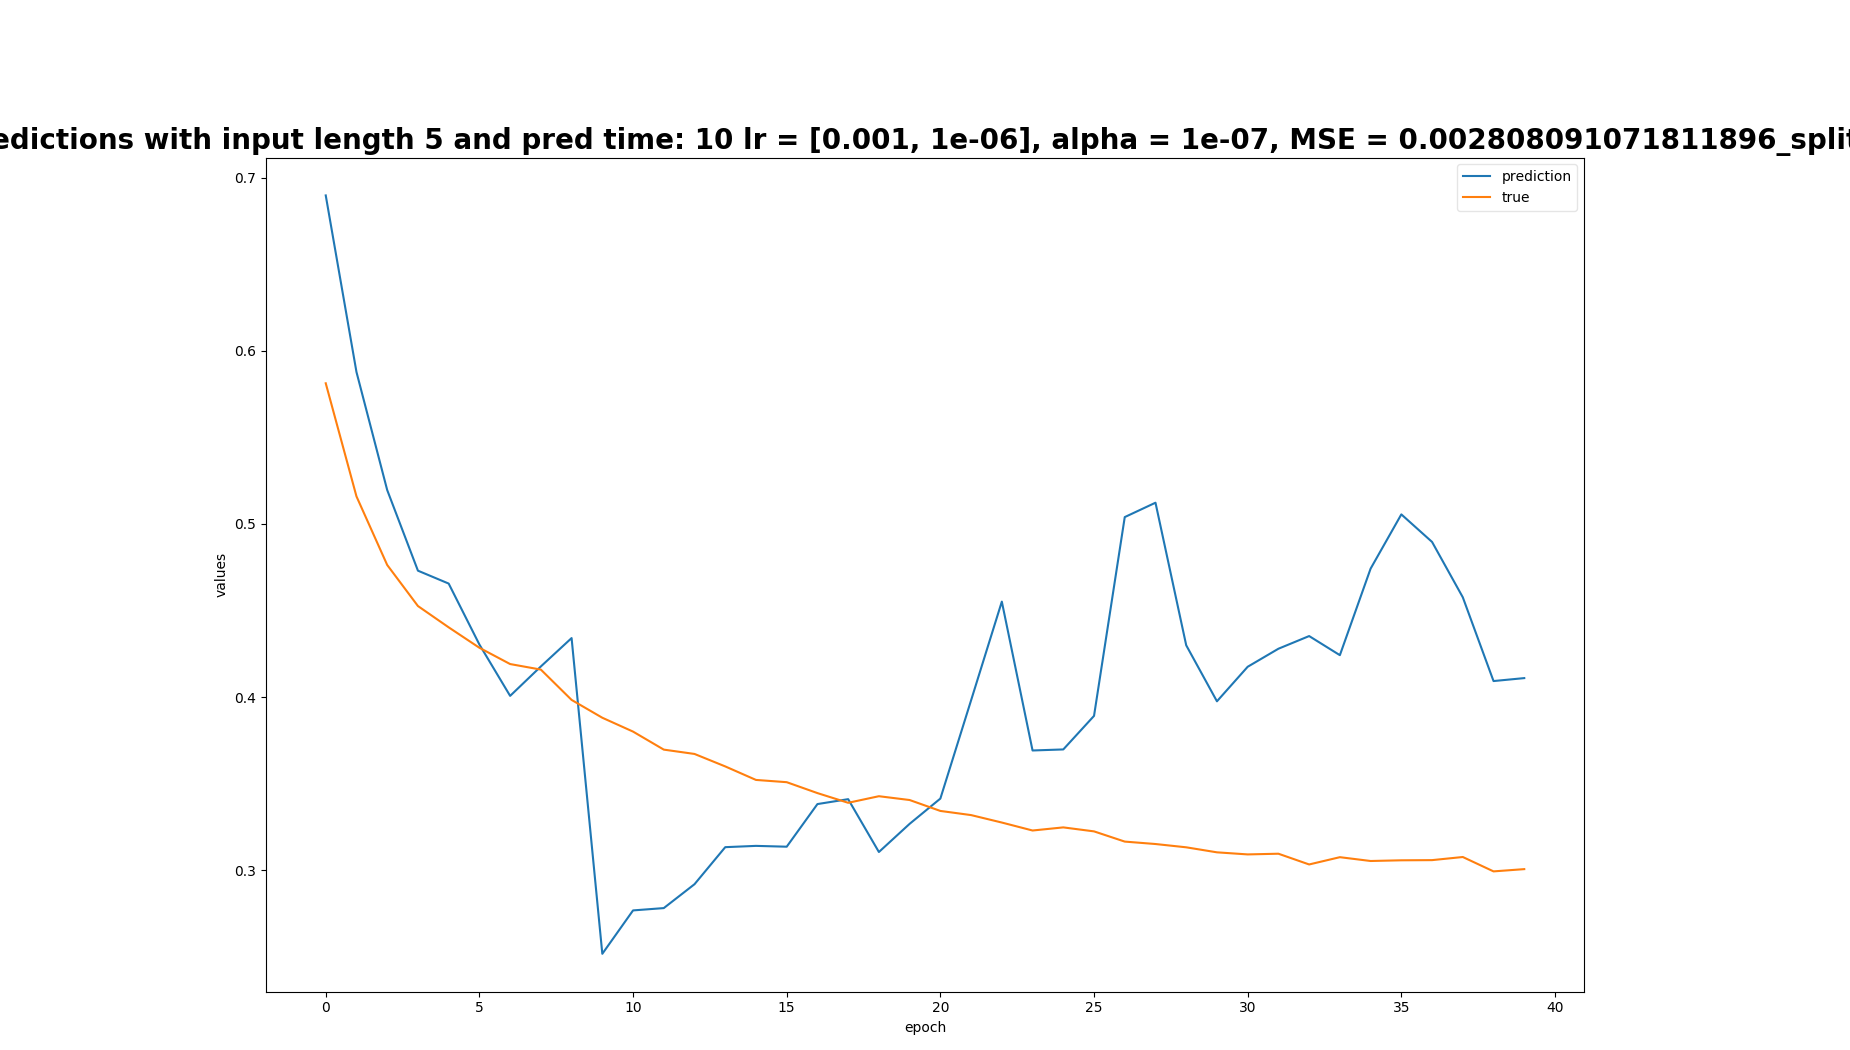 edictions with input length 5 and pred time: 10 lr = [0.001, 1e-06], alpha = 1e-07, MSE = 0.002808091071811896_split
prediction
true
0.7
0.6
0.5
0.4
0.3
values
0 5 10 15 20 25 30 35 40
epoch